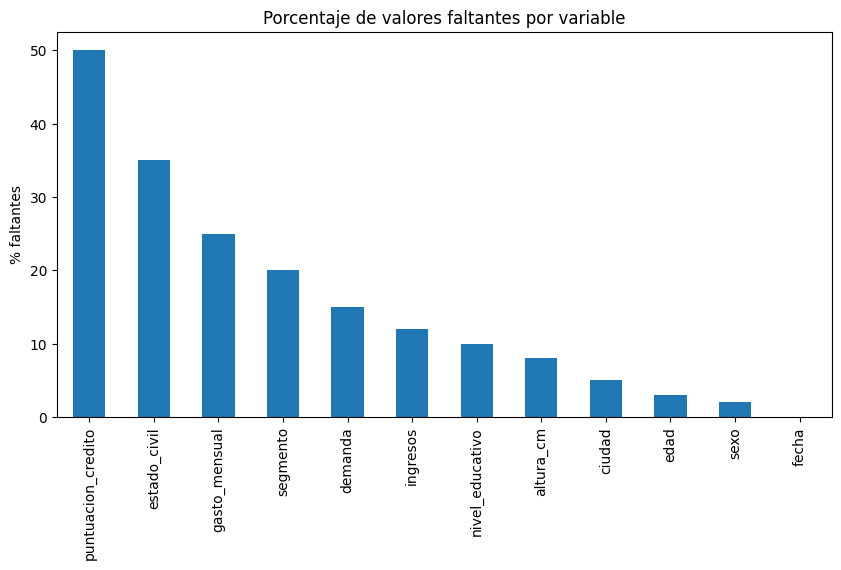 Porcentaje de valores faltantes por variable
% faltantes
50
40
30
20
10
0
puntuacion_credito
estado_civil
gasto_mensual
segmento
demanda
ingresos
nivel_educativo
altura_cm
ciudad
edad
sexo
fecha